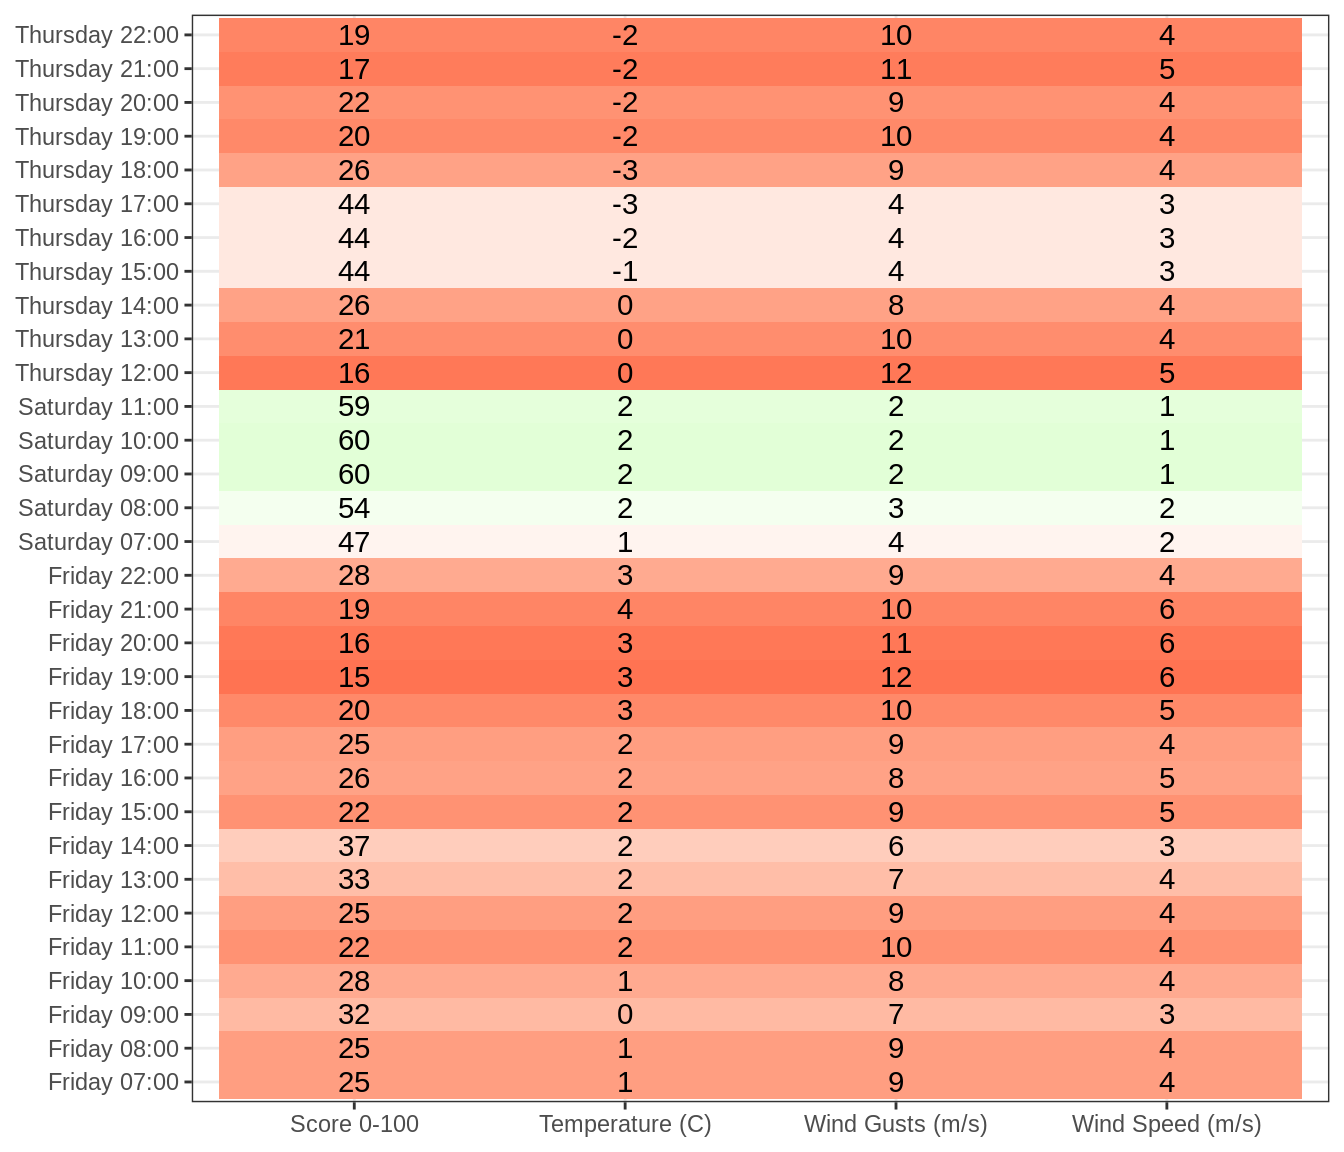 Thursday 22:00 19 -2 10 4
Thursday 21:00 17 -2 11 5
Thursday 20:00 22 -2 9 4
Thursday 19:00 20 -2 10 4
Thursday 18:00 26 -3 9 4
Thursday 17:00 44 -3 4 3
Thursday 16:00 44 -2 4 3
Thursday 15:00 44 -1 4 3
Thursday 14:00 26 0 8 4
Thursday 13:00 21 0 10 4
Thursday 12:00 16 0 12 5
Saturday 11:00 59 2 2 1
Saturday 10:00 60 2 2 1
Saturday 09:00 60 2 2 1
Saturday 08:00 54 2 3 2
Saturday 07:00 47 1 4 2
Friday 22:00 28 3 9 4
Friday 21:00 19 4 10 6
Friday 20:00 16 3 11 6
Friday 19:00 15 3 12 6
Friday 18:00 20 3 10 5
Friday 17:00 25 2 9 4
Friday 16:00 26 2 8 5
Friday 15:00 22 2 9 5
Friday 14:00 37 2 6 3
Friday 13:00 33 2 7 4
Friday 12:00 25 2 9 4
Friday 11:00 22 2 10 4
Friday 10:00 28 1 8 4
Friday 09:00 32 0 7 3
Friday 08:00 25 1 9 4
Friday 07:00 25 1 9 4
Score 0-100 Temperature (C) Wind Gusts (m/s) Wind Speed (m/s)